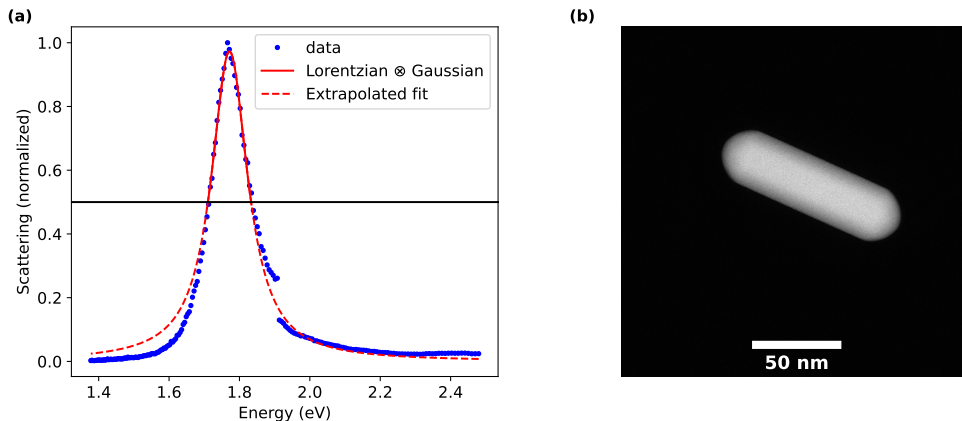 (a)
Scattering (normalized)
1.0
0.8
0.6
0.4
0.2
0.0
data
Lorentzian ⊗ Gaussian
Extrapolated fit
1.4 1.6 1.8 2.0 2.2 2.4
Energy (eV)
(b)
50 nm